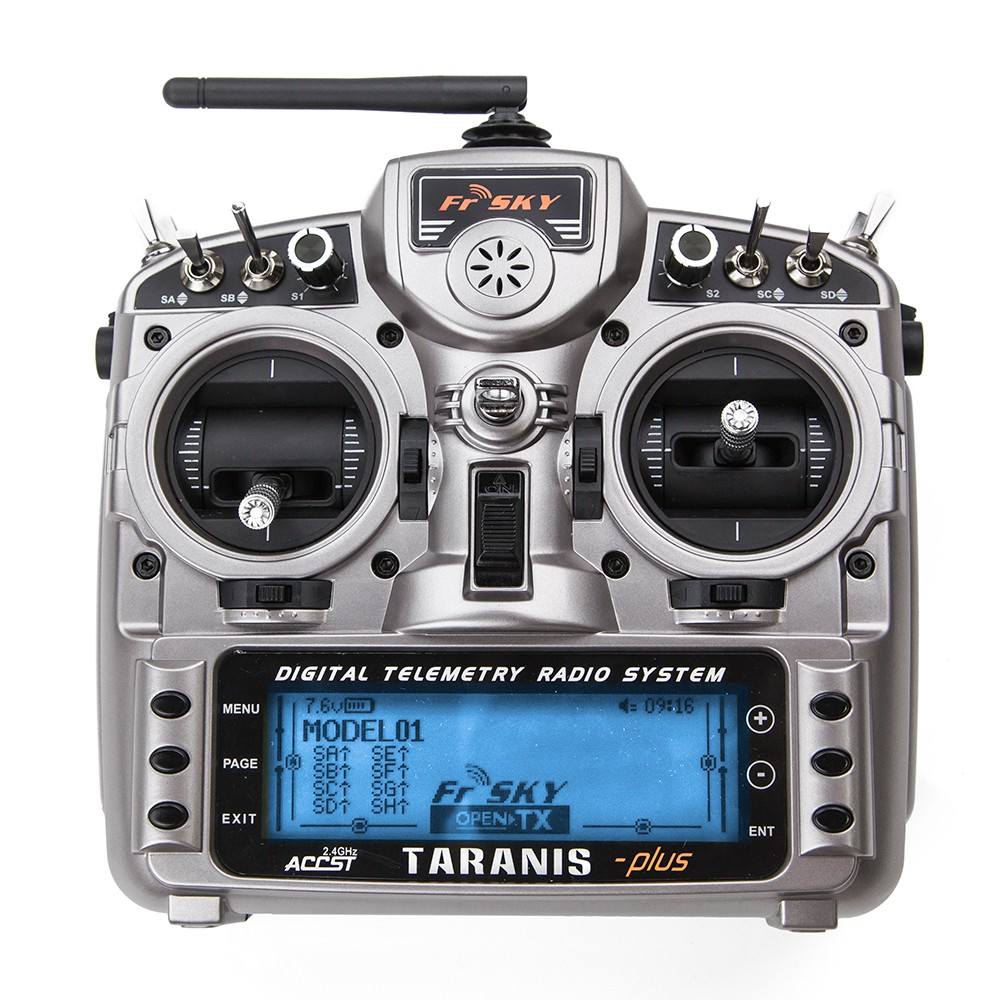 FrSKY
SA SB S1 S2 SC SD
ON
DIGITAL TELEMETRY RADIO SYSTEM
MENU
PAGE
EXIT
7.6v 09:16
MODEL01
SA↑ SE↑
SB↑ SF↑
SC↑ SG↑
SD↑ SH↑
FrSKY
OPEN TX
+
-
ENT
2.4GHz
ACCST TARANIS -plus